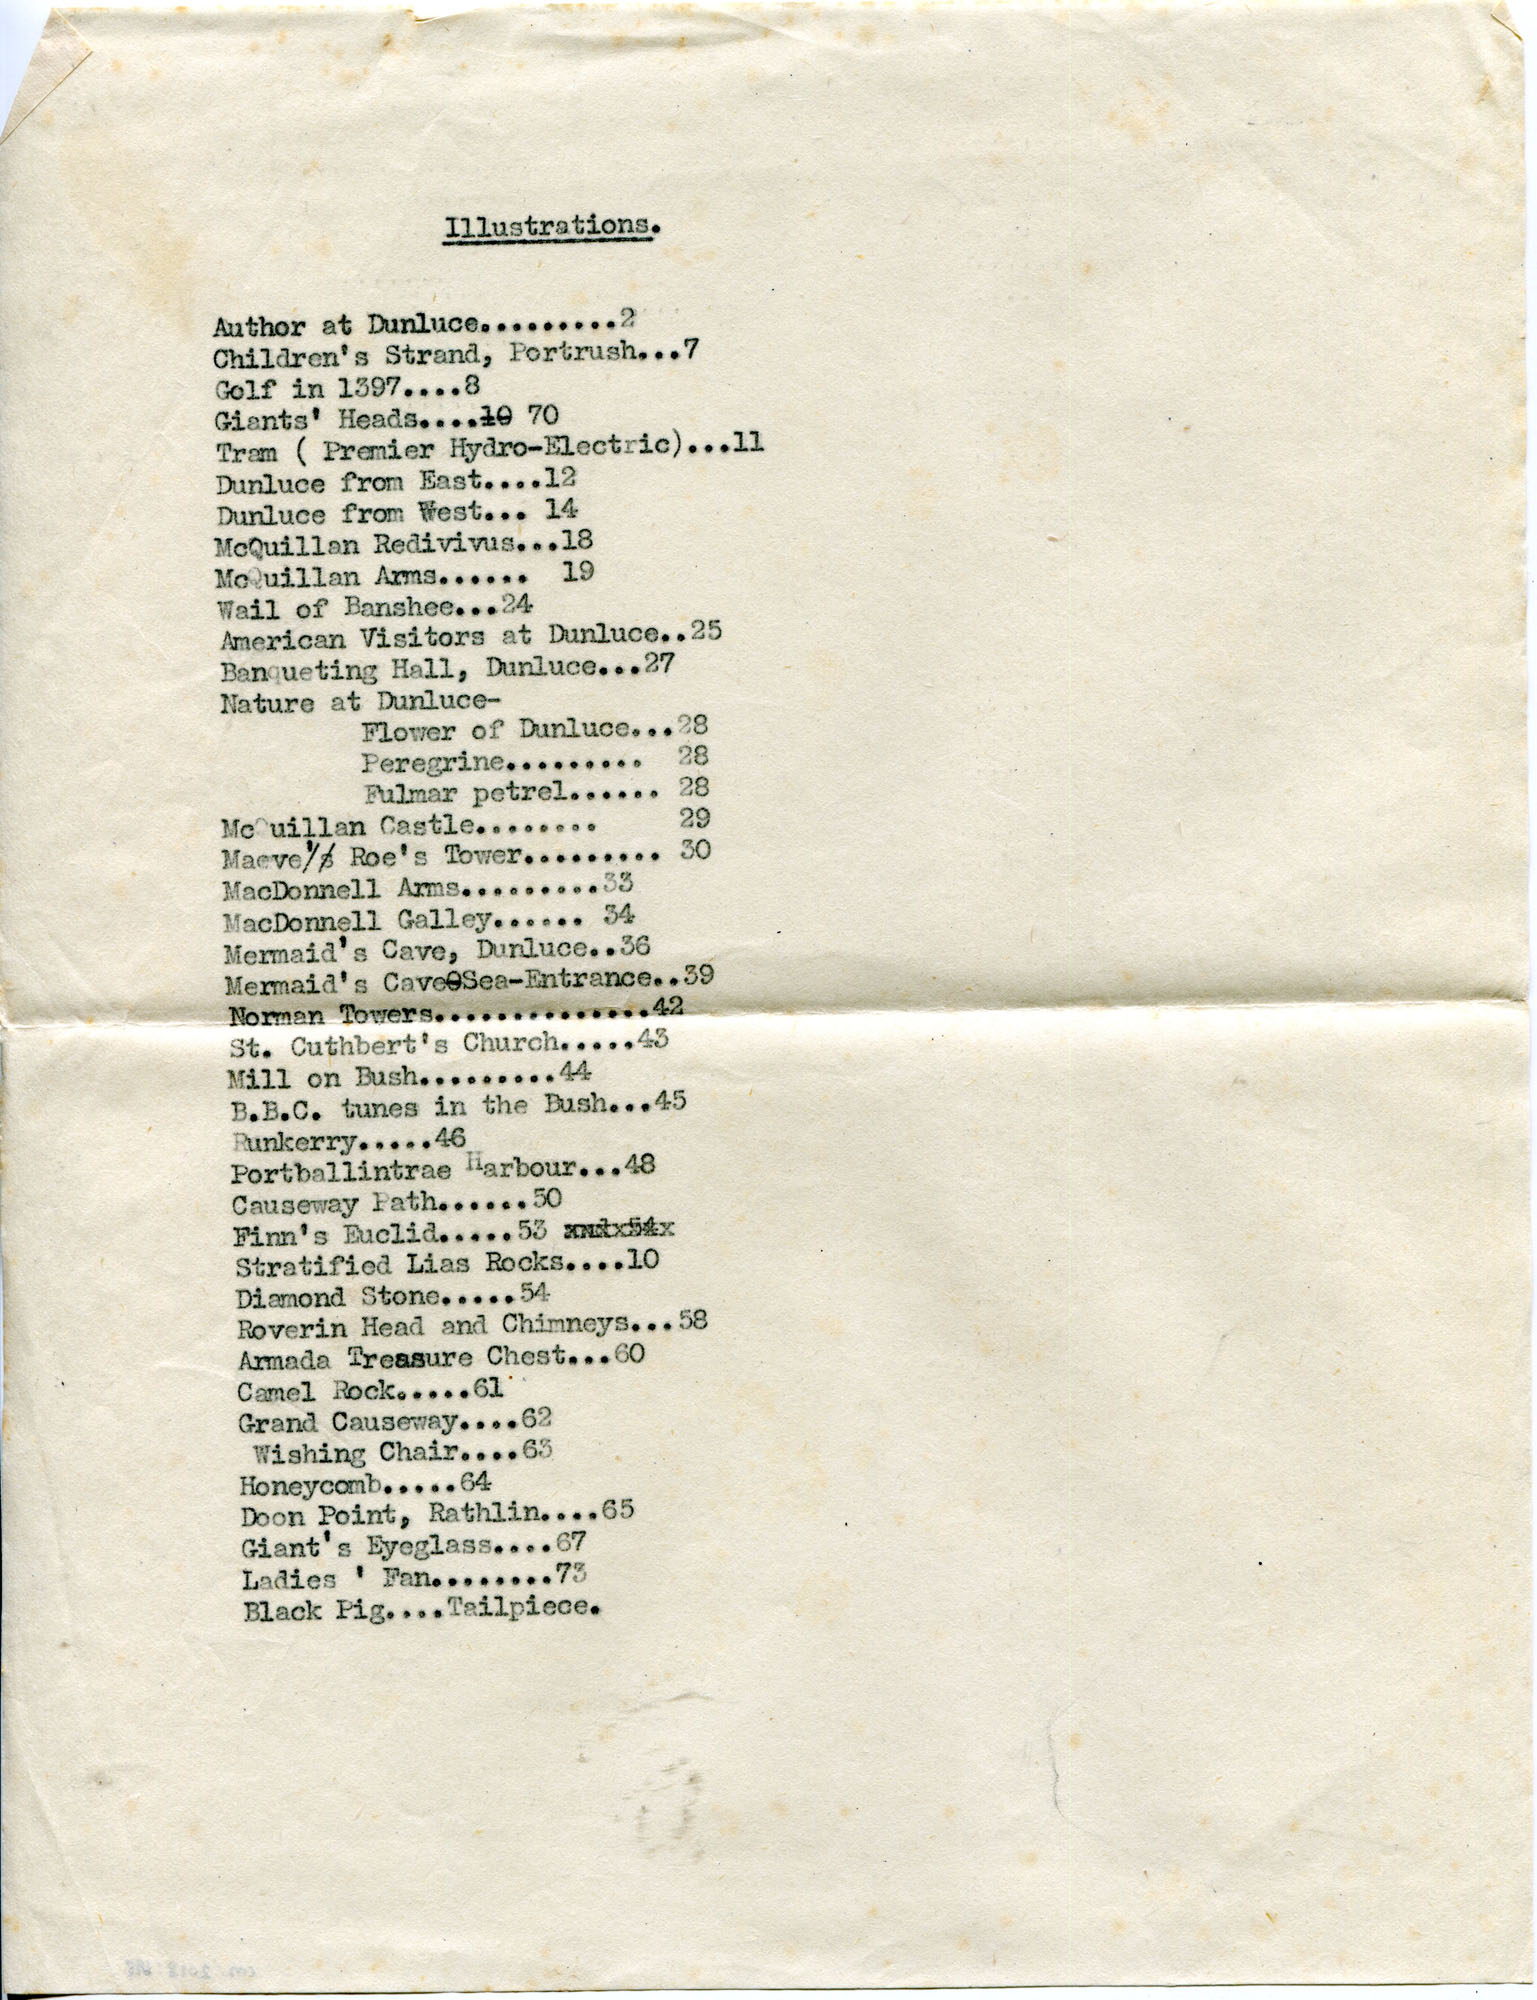 Illustrations.
Author at Dunluce.........2
Children's Strand, Portrush...7
Golf in 1397....8
Giants' Heads....10 70
Tram ( Premier Hydro-Electric)...11
Dunluce from East....12
Dunluce from West... 14
McQuillan Redivivus...18
McQuillan Arms...... 19
Wail of Banshee...24
American Visitors at Dunluce..25
Banqueting Hall, Dunluce...27
Nature at Dunluce-
Flower of Dunluce...28
Peregrine......... 28
Fulmar petrel...... 28
McQuillan Castle........ 29
Maeve's Roe's Tower......... 30
MacDonnell Arms.........33
MacDonnell Galley...... 34
Mermaid's Cave, Dunluce..36
Mermaid's Cave Sea-Entrance..39
Norman Towers..............42
St. Cuthbert's Church.....43
Mill on Bush.........44
B.B.C. tunes in the Bush...45
Runkerry.....46
Portballintrae Harbour...48
Causeway Path......50
Finn's Euclid.....53
Stratified Lias Rocks....10
Diamond Stone.....54
Roverin Head and Chimneys...58
Armada Treasure Chest...60
Camel Rock.....61
Grand Causeway....62
Wishing Chair....63
Honeycomb.....64
Doon Point, Rathlin....65
Giant's Eyeglass....67
Ladies ' Fan........73
Black Pig....Tailpiece.